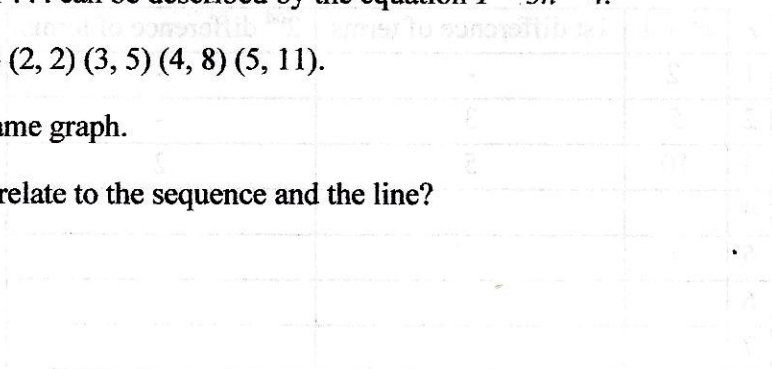 can be described by the equation
(2, 2) (3, 5) (4, 8) (5, 11).
me graph.
relate to the sequence and the line?